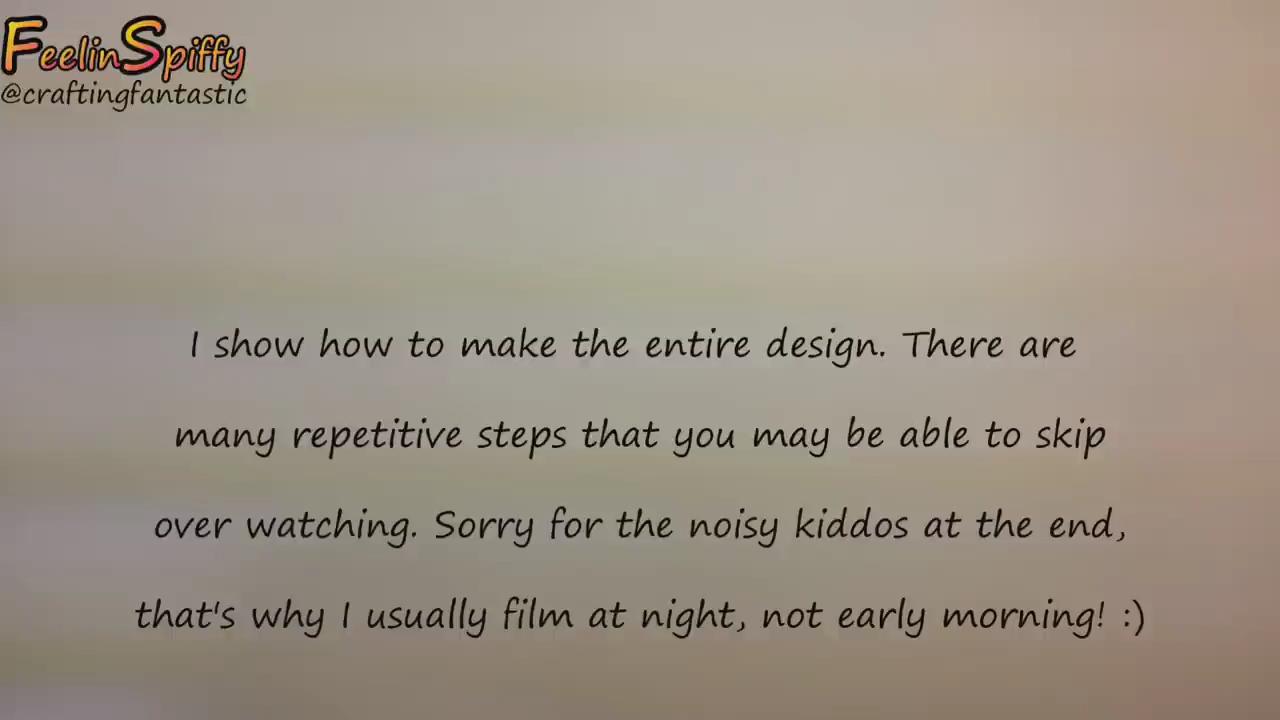 FeelinSpiffy
@craftingfantastic
I show how to make the entire design. There are
many repetitive steps that you may be able to skip
over watching. Sorry for the noisy kiddos at the end,
that's why I usually film at night, not early morning! :)